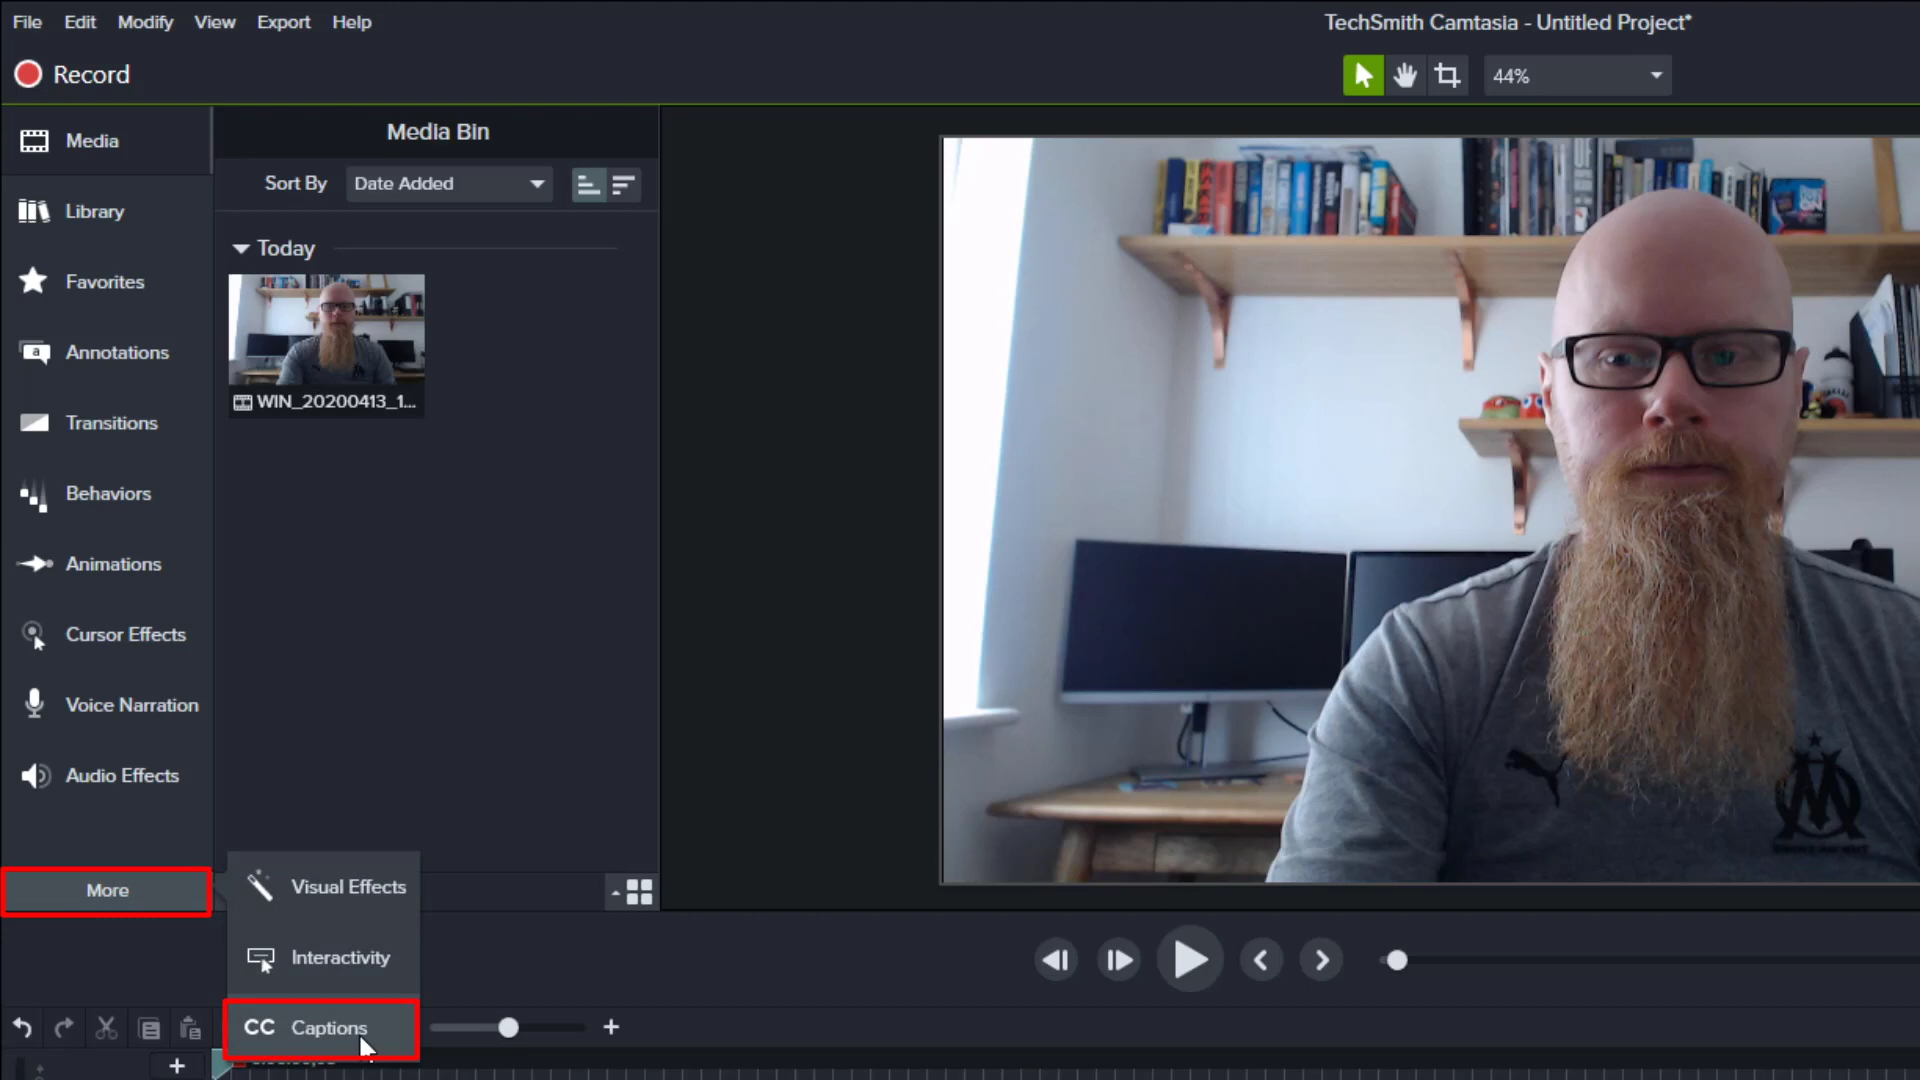 File Edit Modify View Export Help
TechSmith Camtasia - Untitled Project*
Record
44%
Media
Library
Favorites
a
Annotations
Transitions
Behaviors
Animations
Cursor Effects
Voice Narration
Audio Effects
More
Media Bin
Sort By Date Added
Today
WIN_20200413_1...
Visual Effects
Interactivity
CC Captions